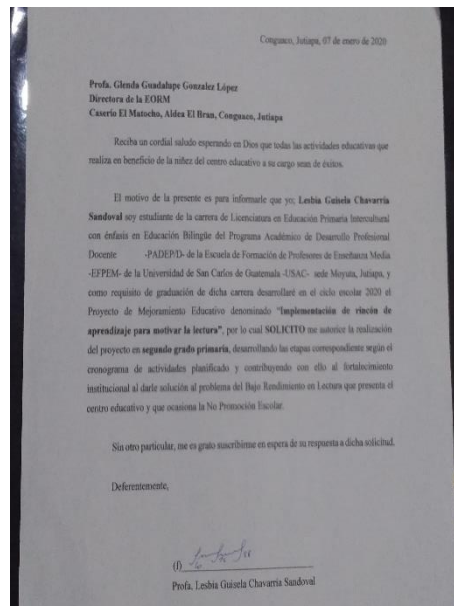 Conguaco, Jutiapa, 07 de enero de 2020
Profa. Glenda Guadalupe Gonzalez López
Directora de la EORM
Caserío El Matocho, Aldea El Bran, Conguaco, Jutiapa
Reciba un cordial saludo esperando en Dios que todas las actividades educativas que
realiza en beneficio de la niñez del centro educativo a su cargo sean de éxitos.
El motivo de la presente es para informarle que yo; Lesbia Guisela Chavarría
Sandoval soy estudiante de la carrera de Licenciatura en Educación Primaria Intercultural
con énfasis en Educación Bilingüe del Programa Académico de Desarrollo Profesional
Docente -PADEP/D- de la Escuela de Formación de Profesores de Enseñanza Media
-EFPEM- de la Universidad de San Carlos de Guatemala -USAC- sede Moyuta, Jutiapa, y
como requisito de graduación de dicha carrera desarrollaré en el ciclo escolar 2020 el
Proyecto de Mejoramiento Educativo denominado "Implementación de rincón de
aprendizaje para motivar la lectura", por lo cual SOLICITO me autorice la realización
del proyecto en segundo grado primaria, desarrollando las etapas correspondiente según el
cronograma de actividades planificado y contribuyendo con ello al fortalecimiento
institucional al darle solución al problema del Bajo Rendimiento en Lectura que presenta el
centro educativo y que ocasiona la No Promoción Escolar.
Sin otro particular, me es grato suscribirme en espera de su respuesta a dicha solicitud.
Deferentemente,
(f)
Profa. Lesbia Guisela Chavarría Sandoval